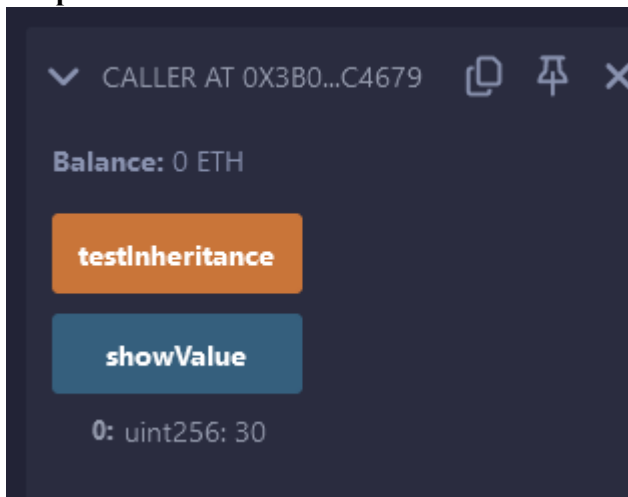 CALLER AT 0X3B0...C4679
Balance: 0 ETH
testInheritance
showValue
0: uint256: 30